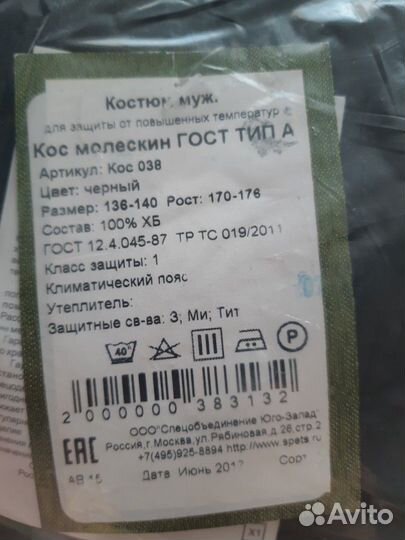 Костюм муж.
для защиты от повышенных температур
Кос молескин ГОСТ ТИП А
Артикул: Кос 038
Цвет: черный
Размер: 136-140 Рост: 170-176
Состав: 100% ХБ
ГОСТ 12.4.045-87 ТР ТС 019/2011
Класс защиты: 1
Климатический пояс
Утеплитель:
Защитные св-ва: З; Ми; Тит
40°
P
2 000000 383132
ООО"Спецобъединение Юго-Запад"
Россия,г.Москва,ул.Рябиновая,д.26,стр.2
+7(495)925-8894 http://www.spets.ru
ЕАС
Дата Июнь
Сорт
Avito